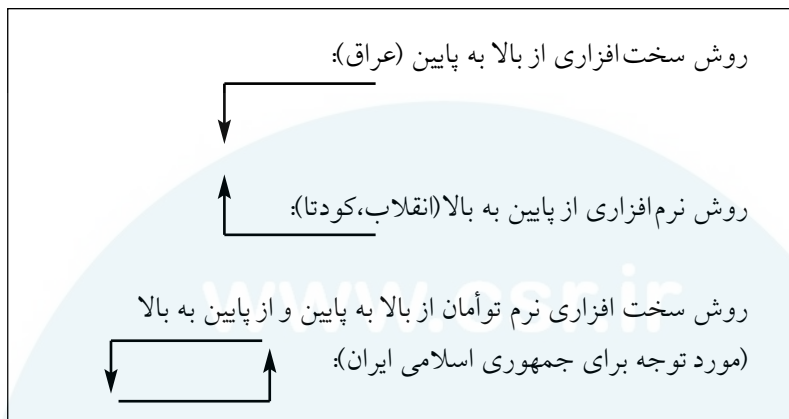 روش سخت‌افزاری از بالا به پایین (عراق):
روش نرم‌افزاری از پایین به بالا(انقلاب،کودتا):
روش سخت افزاری نرم توأمان از بالا به پایین و از پایین به بالا
(مورد توجه برای جمهوری اسلامی ایران):
www.osr.ir